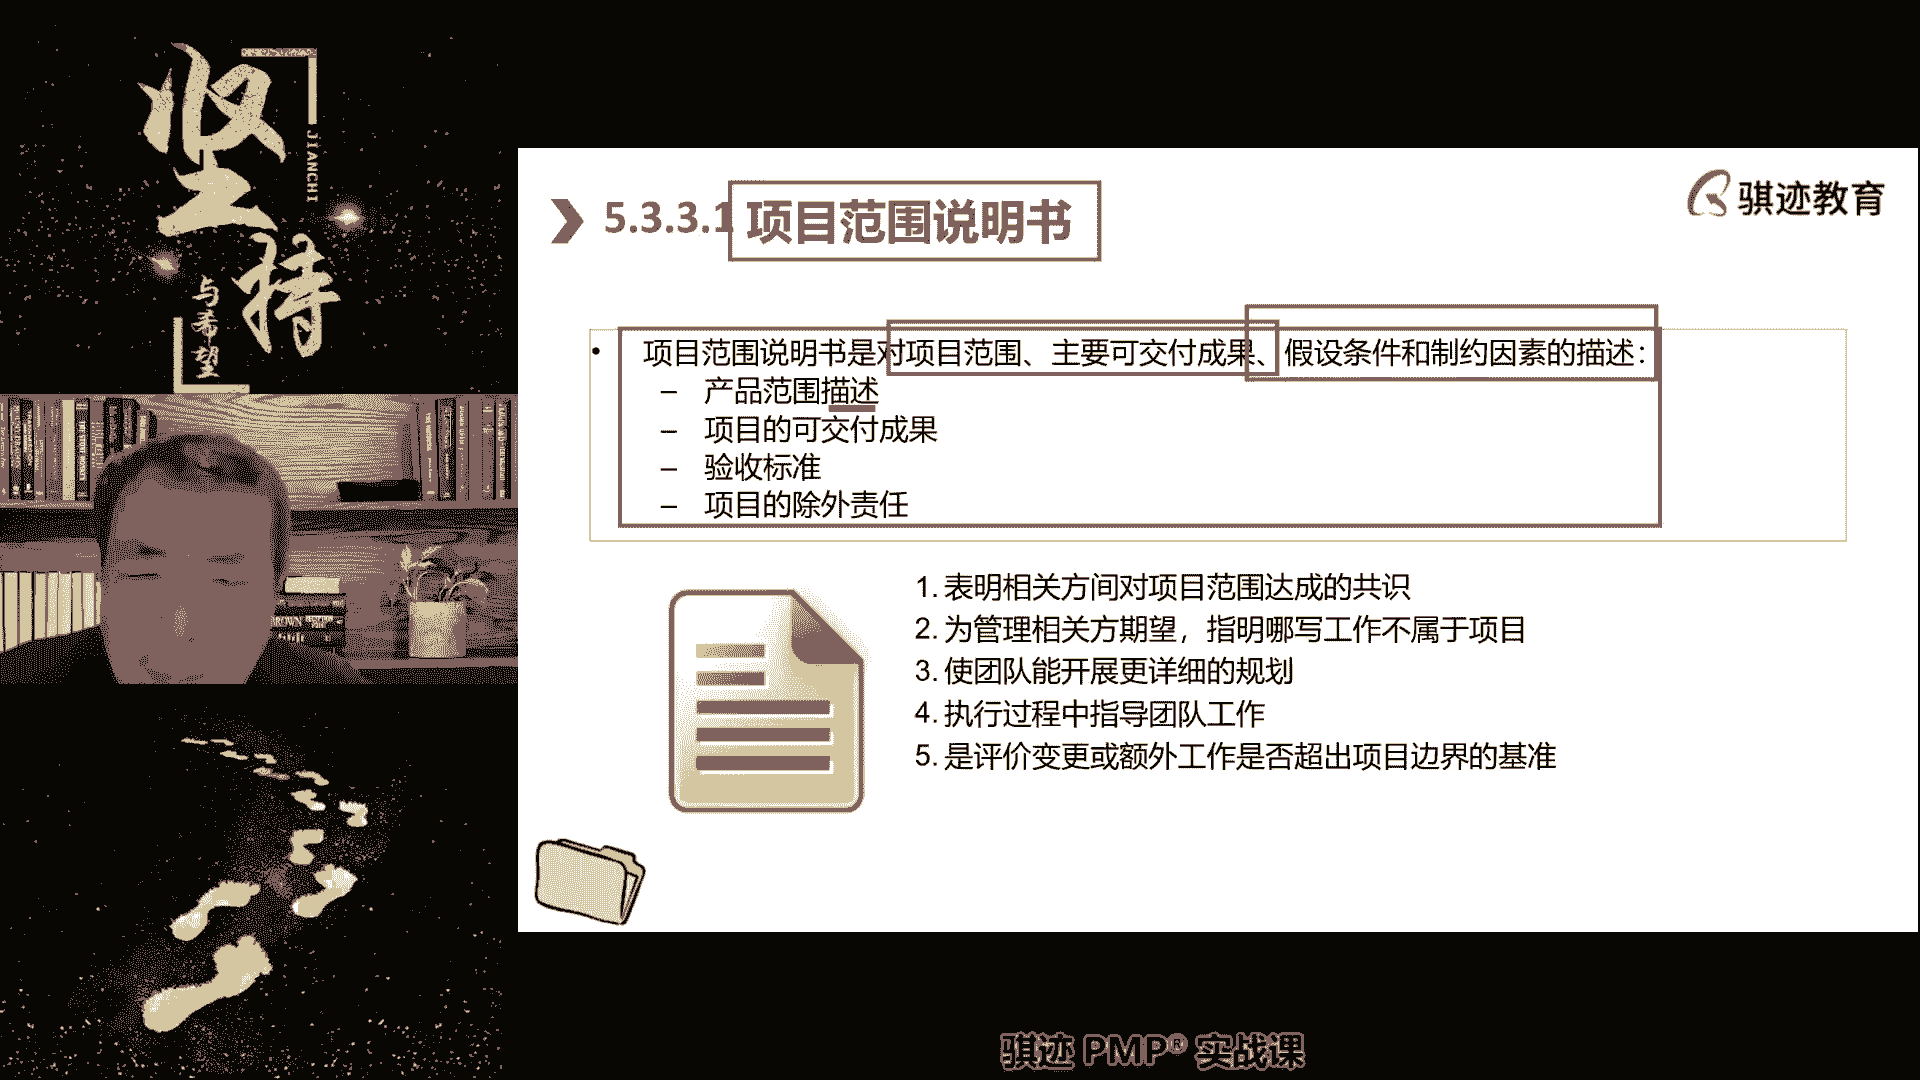 坚持
JIANCHI
与希望
骐迹教育
5.3.3.1 项目范围说明书
• 项目范围说明书是对项目范围、主要可交付成果、假设条件和制约因素的描述：
– 产品范围描述
– 项目的可交付成果
– 验收标准
– 项目的除外责任
1. 表明相关方间对项目范围达成的共识
2. 为管理相关方期望，指明哪写工作不属于项目
3. 使团队能开展更详细的规划
4. 执行过程中指导团队工作
5. 是评价变更或额外工作是否超出项目边界的基准
骐迹 PMP® 实战课